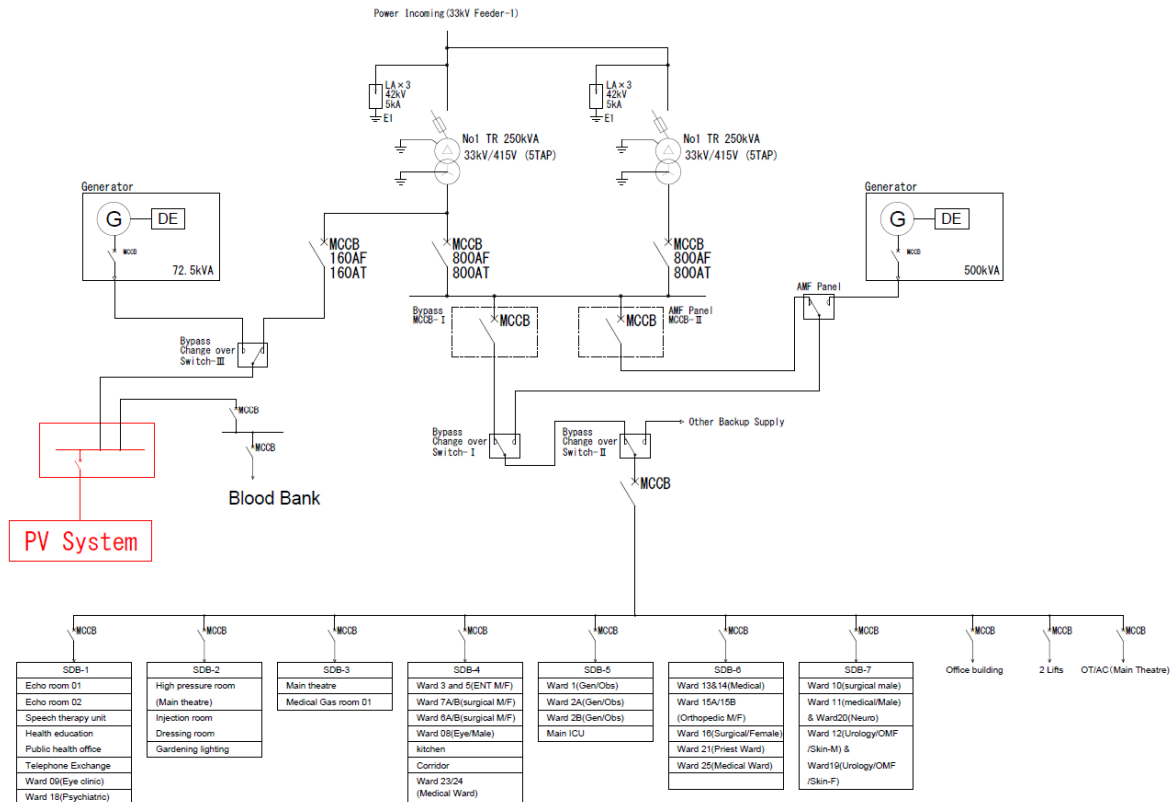 Power Incoming(33kV Feeder-1)
LA×3
42kV
5kA
E1
LA×3
42kV
5kA
E1
No1 TR 250kVA
33kV/415V (5TAP)
No1 TR 250kVA
33kV/415V (5TAP)
Generator
G
DE
MCCB
72.5kVA
Generator
G
DE
MCCB
500kVA
MCCB
160AF
160AT
MCCB
800AF
800AT
MCCB
800AF
800AT
AMF Panel
Bypass
MCCB-Ⅰ
MCCB
MCCB
AMF Panel
MCCB-Ⅱ
Bypass
Change over
Switch-Ⅲ
MCCB
MCCB
Blood Bank
PV System
Bypass
Change over
Switch-Ⅰ
Bypass
Change over
Switch-Ⅱ
Other Backup Supply
MCCB
MCCB
MCCB
MCCB
MCCB
MCCB
MCCB
MCCB
MCCB
MCCB
MCCB
SDB-1
Echo room 01
Echo room 02
Speech therapy unit
Health education
Public health office
Telephone Exchange
Ward 09(Eye clinic)
Ward 18(Psychiatric)
SDB-2
High pressure room
(Main theatre)
Injection room
Dressing room
Gardening lighting
SDB-3
Main theatre
Medical Gas room 01
SDB-4
Ward 3 and 5(ENT M/F)
Ward 7A/B(surgical M/F)
Ward 6A/B(surgical M/F)
Ward 08(Eye/Male)
kitchen
Corridor
Ward 23/24
(Medical Ward)
SDB-5
Ward 1(Gen/Obs)
Ward 2A(Gen/Obs)
Ward 2B(Gen/Obs)
Main ICU
SDB-6
Ward 13&14(Medical)
Ward 15A/15B
(Orthopedic M/F)
Ward 16(Surgical/Female)
Ward 21(Priest Ward)
Ward 25(Medical Ward)
SDB-7
Ward 10(surgical male)
Ward 11(medical/Male)
& Ward20(Neuro)
Ward 12(Urology/OMF
/Skin-M) &
Ward19(Urology/OMF
/Skin-F)
Office building
2 Lifts
OT/AC(Main Theatre)